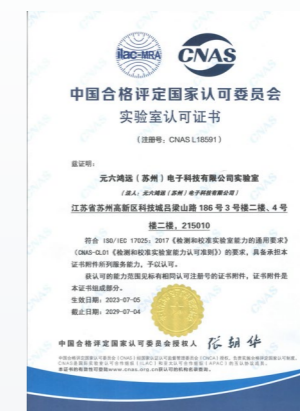 ilac-MRA
CNAS
中国合格评定国家认可委员会
实验室认可证书
（注册号：CNAS L18591）
兹证明：
元六鸿远（苏州）电子科技有限公司实验室
（法人：元六鸿远（苏州）电子科技有限公司）
江苏省苏州高新区科技城吕梁山路 186 号 3 号楼二楼、4 号
楼二楼，215010
符合 ISO/IEC 17025：2017《检测和校准实验室能力的通用要求》
（CNAS-CL01《检测和校准实验室能力认可准则》）的要求，具备承担本
证书附件所列服务能力，予以认可。
获认可的能力范围见标有相同认可注册号的证书附件，证书附件是
本证书组成部分。
生效日期：2023-07-05
截止日期：2029-07-04
中国合格评定国家认可委员会授权人
张朝华